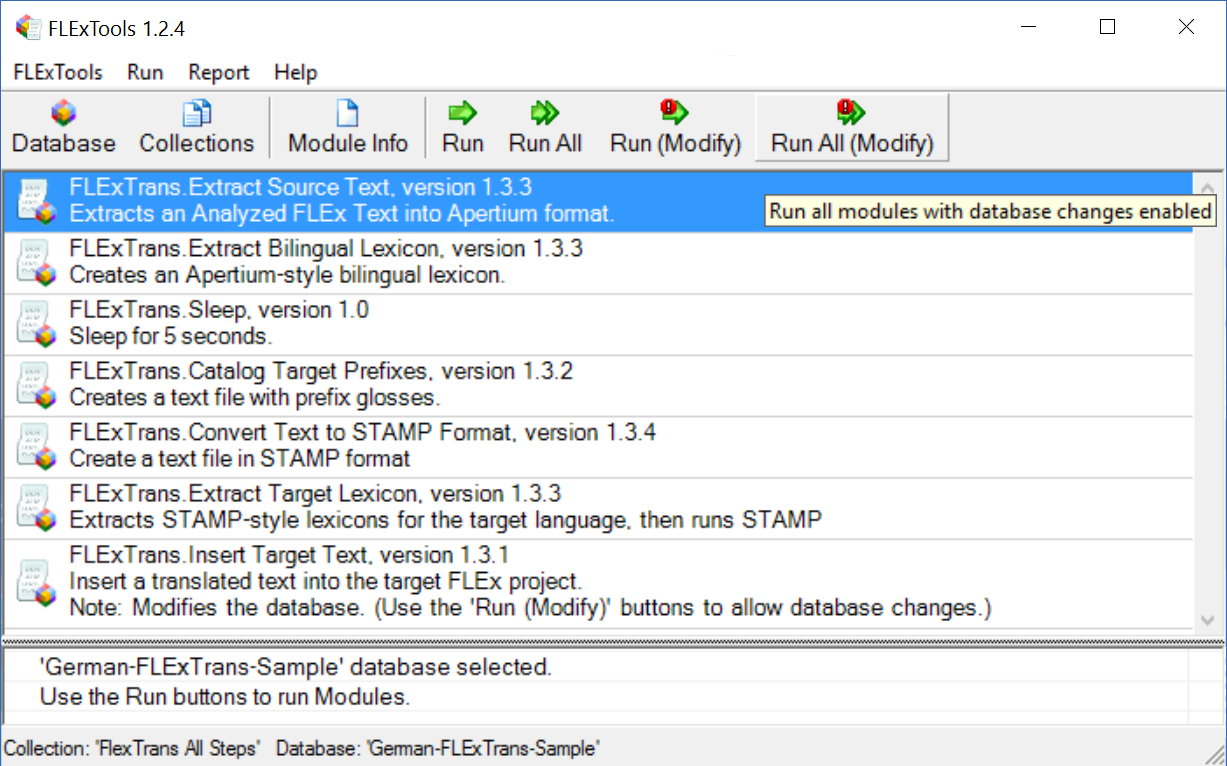 FLExTools 1.2.4
FLExTools Run Report Help
Database Collections Module Info Run Run All Run (Modify) Run All (Modify)
FLExTrans.Extract Source Text, version 1.3.3
Extracts an Analyzed FLEx Text into Apertium format.
Run all modules with database changes enabled
FLExTrans.Extract Bilingual Lexicon, version 1.3.3
Creates an Apertium-style bilingual lexicon.
FLExTrans.Sleep, version 1.0
Sleep for 5 seconds.
FLExTrans.Catalog Target Prefixes, version 1.3.2
Creates a text file with prefix glosses.
FLExTrans.Convert Text to STAMP Format, version 1.3.4
Create a text file in STAMP format
FLExTrans.Extract Target Lexicon, version 1.3.3
Extracts STAMP-style lexicons for the target language, then runs STAMP
FLExTrans.Insert Target Text, version 1.3.1
Insert a translated text into the target FLEx project.
Note: Modifies the database. (Use the 'Run (Modify)' buttons to allow database changes.)
'German-FLExTrans-Sample' database selected.
Use the Run buttons to run Modules.
Collection: 'FlexTrans All Steps' Database: 'German-FLExTrans-Sample'